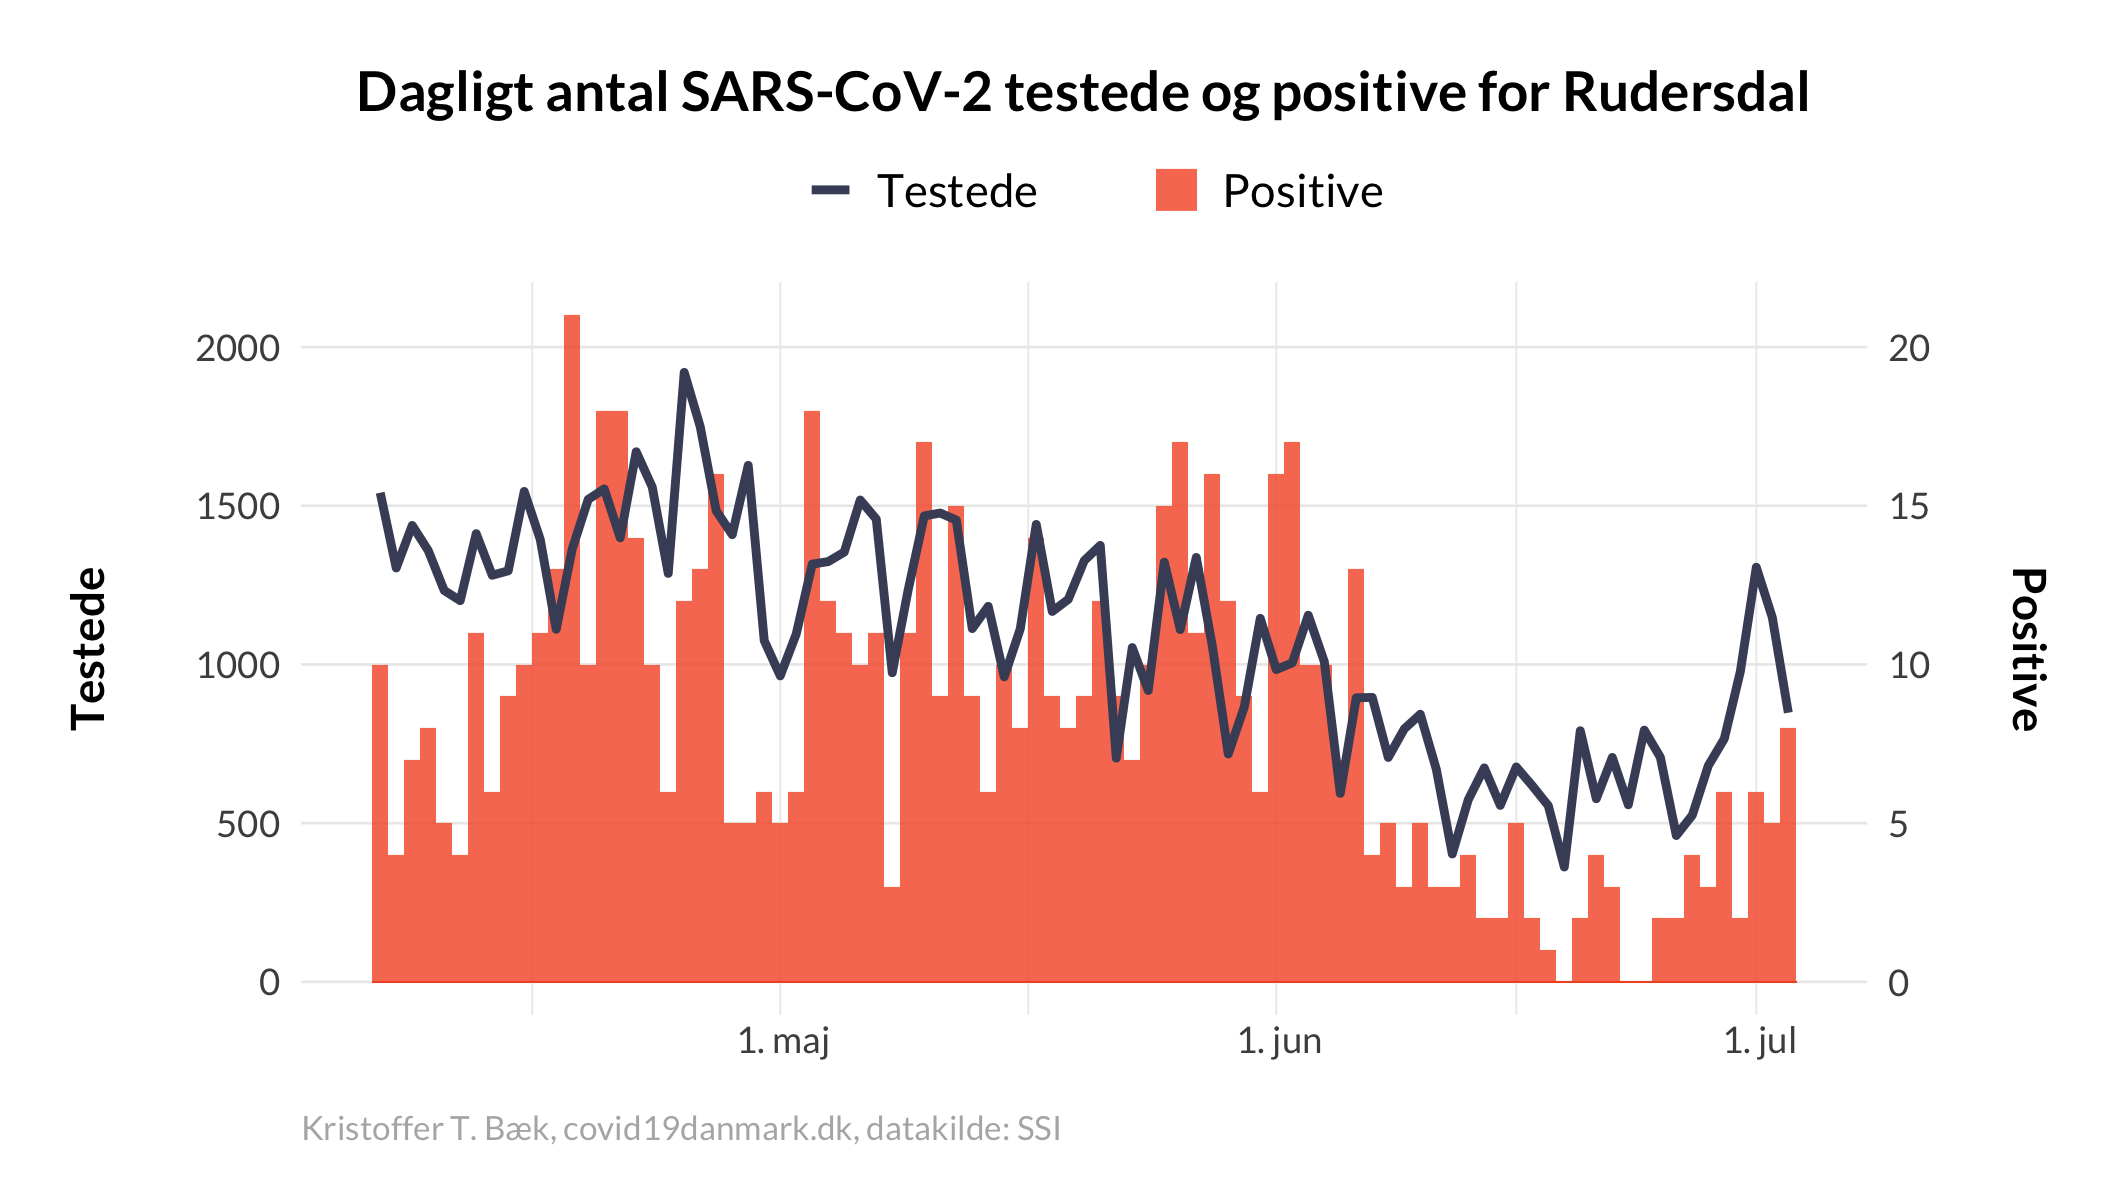 Dagligt antal SARS-CoV-2 testede og positive for Rudersdal
Testede
Positive
2000
1500
1000
500
0
Testede
20
15
10
5
0
Positive
1. maj
1. jun
1. jul
Kristoffer T. Bæk, covid19danmark.dk, datakilde: SSI